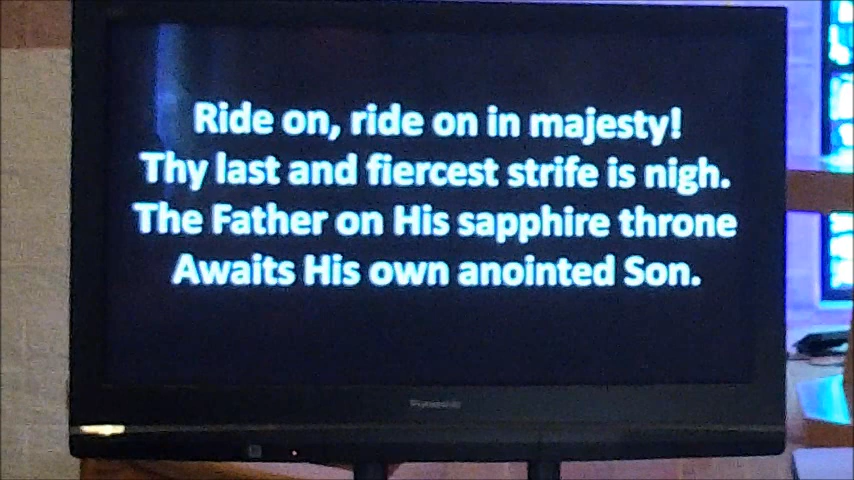 Ride on, ride on in majesty!
Thy last and fiercest strife is nigh.
The Father on His sapphire throne
Awaits His own anointed Son.
Panasonic